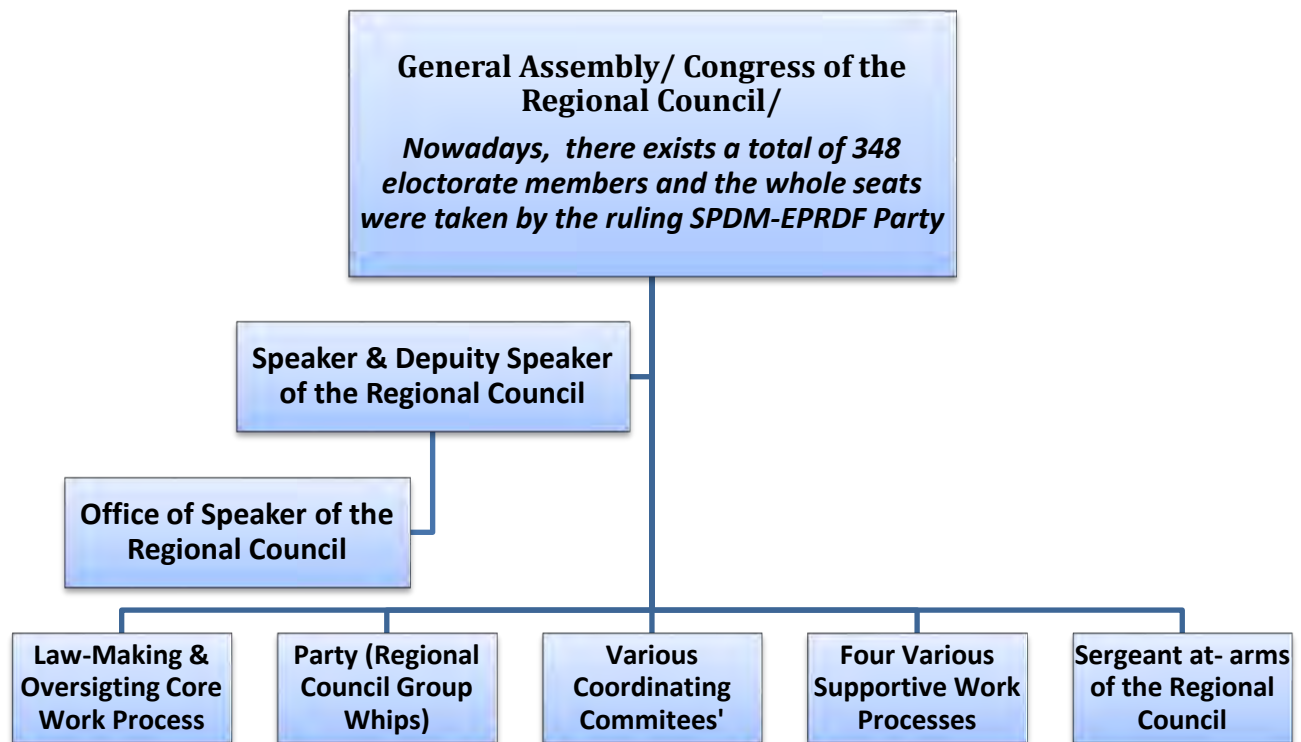 General Assembly/ Congress of the
Regional Council/
Nowadays, there exists a total of 348
eloctorate members and the whole seats
were taken by the ruling SPDM-EPRDF Party
Speaker & Depuity Speaker
of the Regional Council
Office of Speaker of the
Regional Council
Law-Making &
Oversigting Core
Work Process
Party (Regional
Council Group
Whips)
Various
Coordinating
Commitees'
Four Various
Supportive Work
Processes
Sergeant at- arms
of the Regional
Council